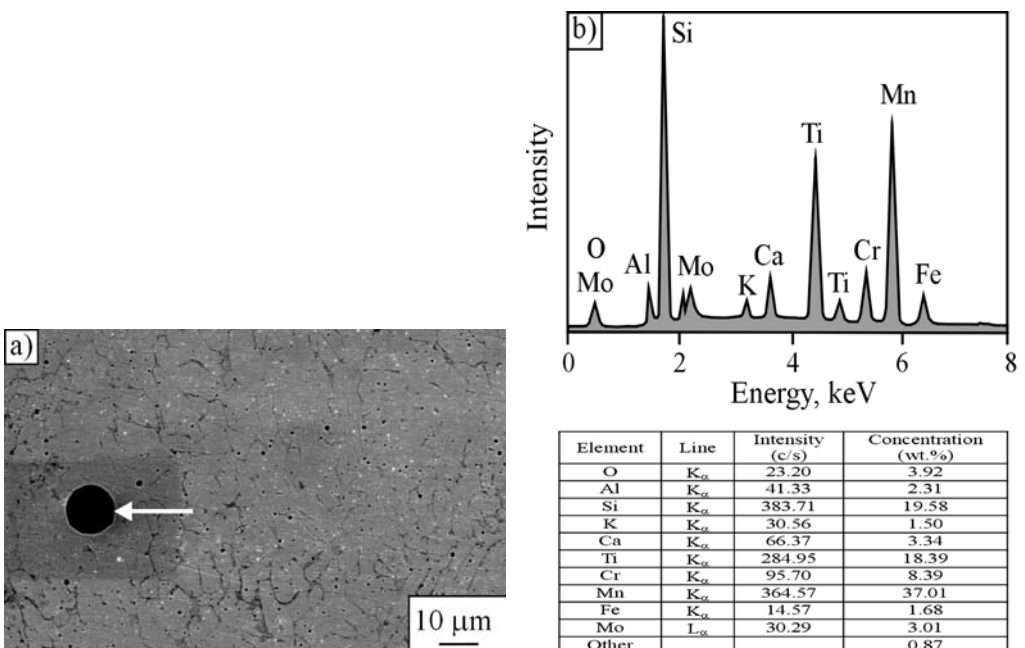 a)
10 µm
b)
Intensity
Si
Mn
Ti
O
Mo
Al
Mo
K
Ca
Ti
Cr
Fe
0 2 4 6 8
Energy, keV
Element Line Intensity (c/s) Concentration (wt.%)
O Kα 23.20 3.92
Al Kα 41.33 2.31
Si Kα 383.71 19.58
K Kα 30.56 1.50
Ca Kα 66.37 3.34
Ti Kα 284.95 18.39
Cr Kα 95.70 8.39
Mn Kα 364.57 37.01
Fe Kα 14.57 1.68
Mo Lα 30.29 3.01
Other 0.87